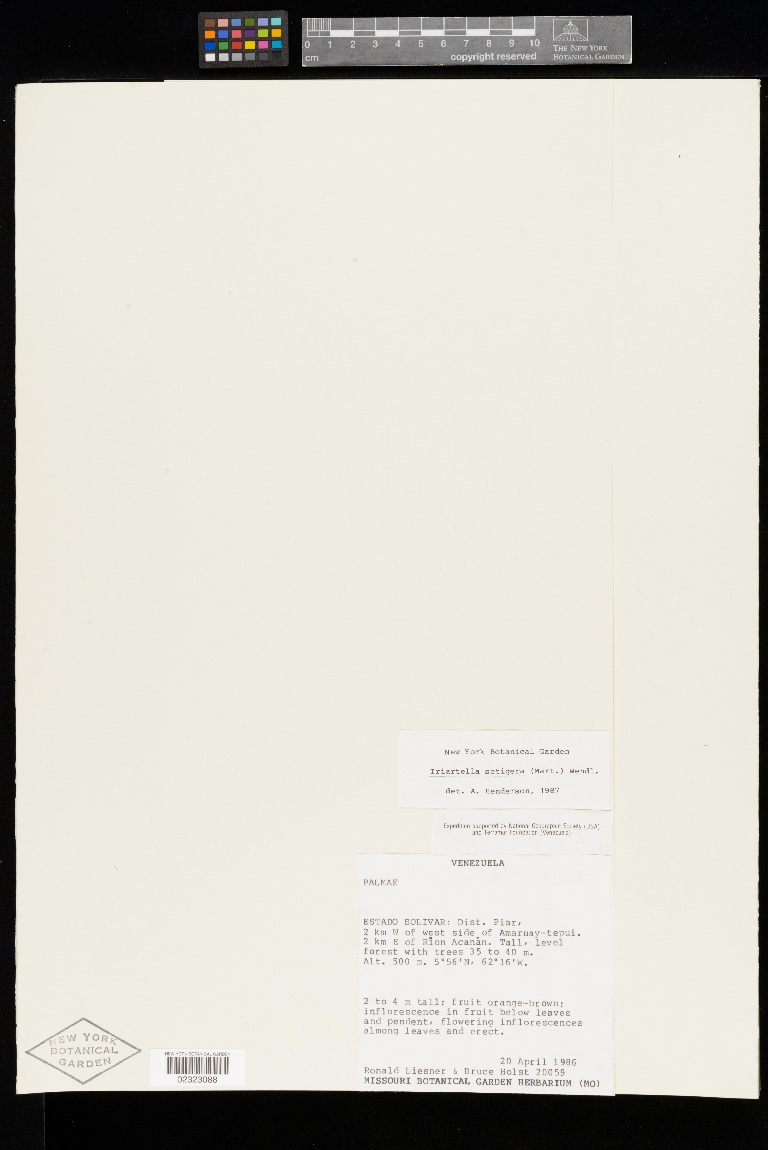 0 1 2 3 4 5 6 7 8 9 10
cm
copyright reserved
THE NEW YORK
BOTANICAL GARDEN
New York Botanical Garden
Iriartella setigera (Mart.) Wendl.
det. A. Henderson, 1987
Expedition supported by National Geographic Society (USA)
and Terramar Foundation (Venezuela)
VENEZUELA
PALMAE
ESTADO BOLIVAR: Dist. Piar,
2 km W of west side of Amaruay-tepui.
2 km E of Rion Acanán. Tall, level
forest with trees 35 to 40 m.
Alt. 500 m. 5°56'N, 62°16'W.
2 to 4 m tall; fruit orange-brown;
inflorescence in fruit below leaves
and pendent, flowering inflorescences
almong leaves and erect.
20 April 1986
Ronald Liesner & Bruce Holst 20059
MISSOURI BOTANICAL GARDEN HERBARIUM (MO)
NEW YORK
BOTANICAL
GARDEN
NEW YORK BOTANICAL GARDEN
02323088